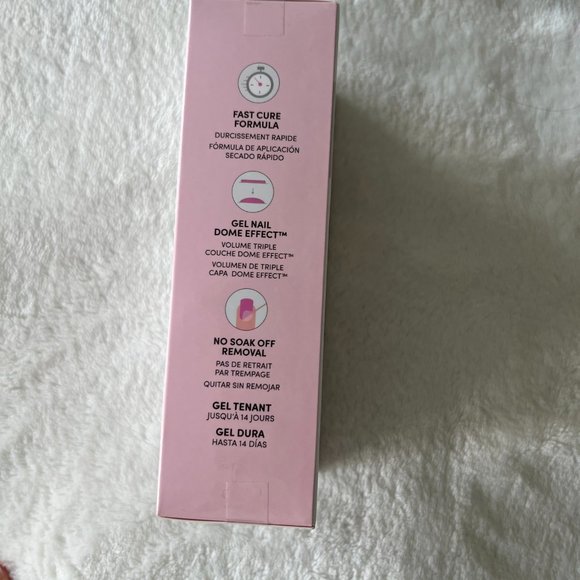 FAST CURE
FORMULA
DURCISSEMENT RAPIDE
FÓRMULA DE APLICACIÓN
SECADO RÁPIDO
GEL NAIL
DOME EFFECT™
VOLUME TRIPLE
COUCHE DOME EFFECT™
VOLUMEN DE TRIPLE
CAPA DOME EFFECT™
NO SOAK OFF
REMOVAL
PAS DE RETRAIT
PAR TREMPAGE
QUITAR SIN REMOJAR
GEL TENANT
JUSQU'À 14 JOURS
GEL DURA
HASTA 14 DÍAS